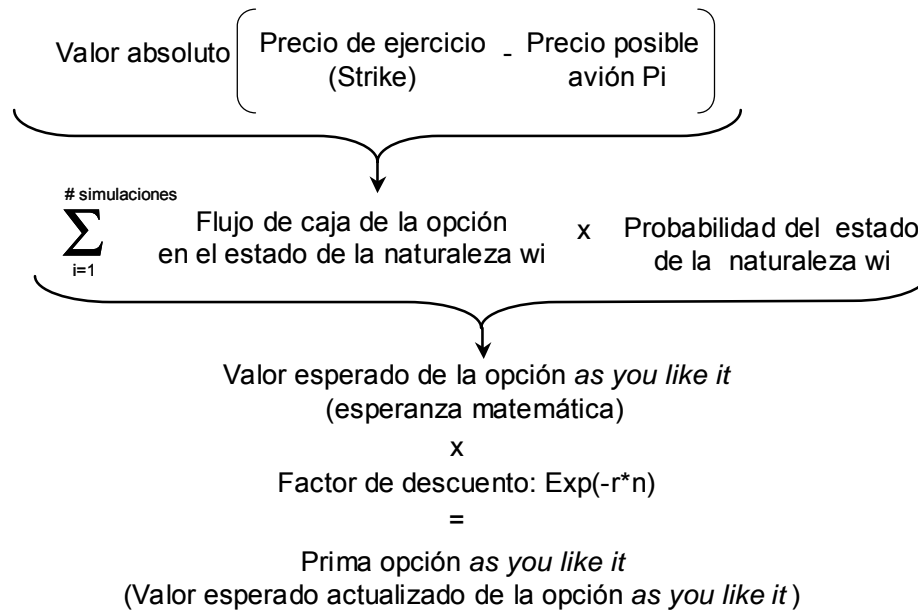 Valor absoluto Precio de ejercicio - Precio posible
(Strike) avión Pi
# simulaciones
∑ Flujo de caja de la opción x Probabilidad del estado
en el estado de la naturaleza wi de la naturaleza wi
i=1
Valor esperado de la opción as you like it
(esperanza matemática)
x
Factor de descuento: Exp(-r*n)
=
Prima opción as you like it
(Valor esperado actualizado de la opción as you like it )